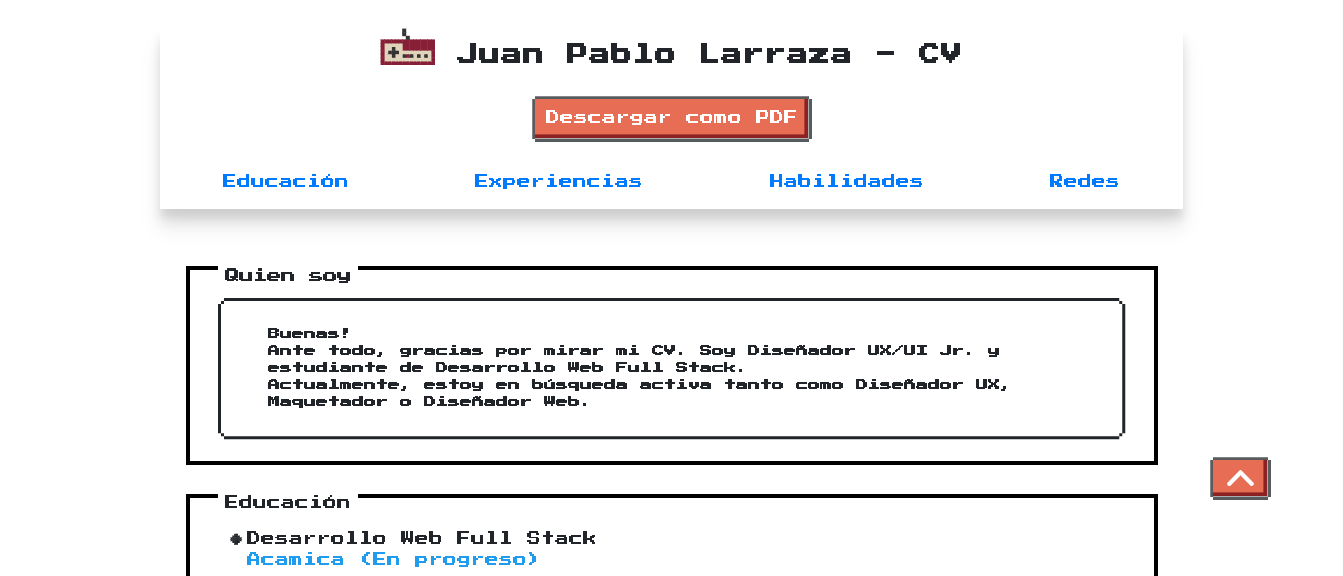 Juan Pablo Larraza - CV
Descargar como PDF
Educación Experiencias Habilidades Redes
Quien soy
Buenas!
Ante todo, gracias por mirar mi CV. Soy Diseñador UX/UI Jr. y
estudiante de Desarrollo Web Full Stack.
Actualmente, estoy en búsqueda activa tanto como Diseñador UX,
Maquetador o Diseñador Web.
Educación
Desarrollo Web Full Stack
Acamica (En progreso)